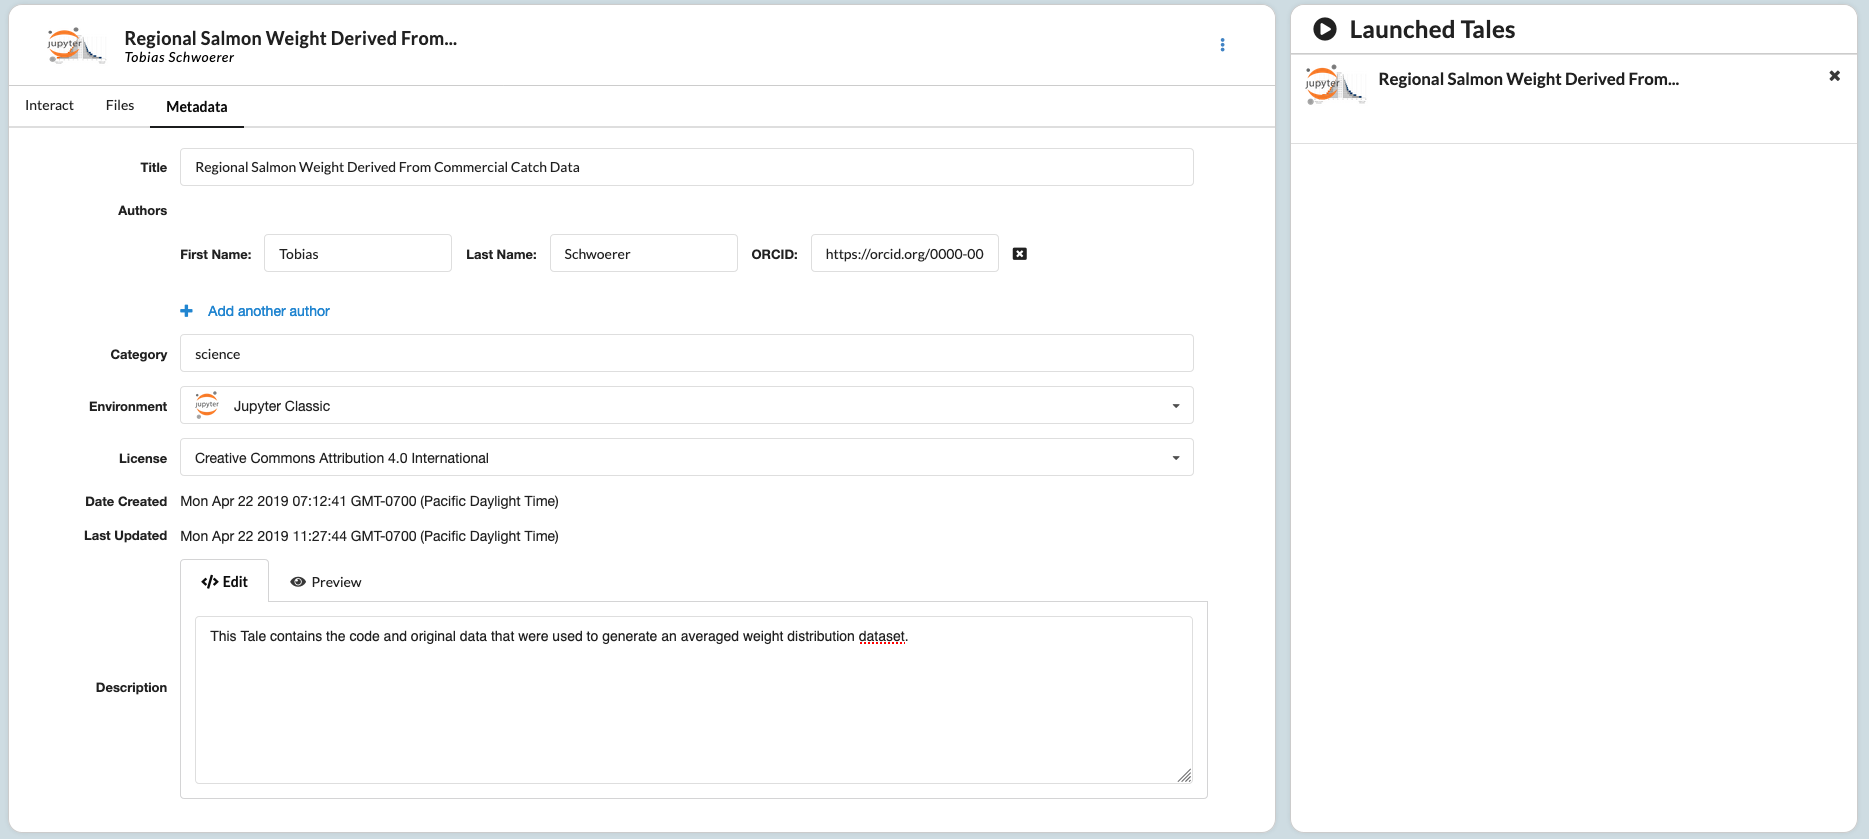 jupyter
Regional Salmon Weight Derived From...
Tobias Schwoerer
Interact Files Metadata
Title Regional Salmon Weight Derived From Commercial Catch Data
Authors
First Name: Tobias Last Name: Schwoerer ORCID: https://orcid.org/0000-00
Add another author
Category science
Environment jupyter Jupyter Classic
License Creative Commons Attribution 4.0 International
Date Created Mon Apr 22 2019 07:12:41 GMT-0700 (Pacific Daylight Time)
Last Updated Mon Apr 22 2019 11:27:44 GMT-0700 (Pacific Daylight Time)
</> Edit Preview
This Tale contains the code and original data that were used to generate an averaged weight distribution dataset.
Description
Launched Tales
jupyter
Regional Salmon Weight Derived From...